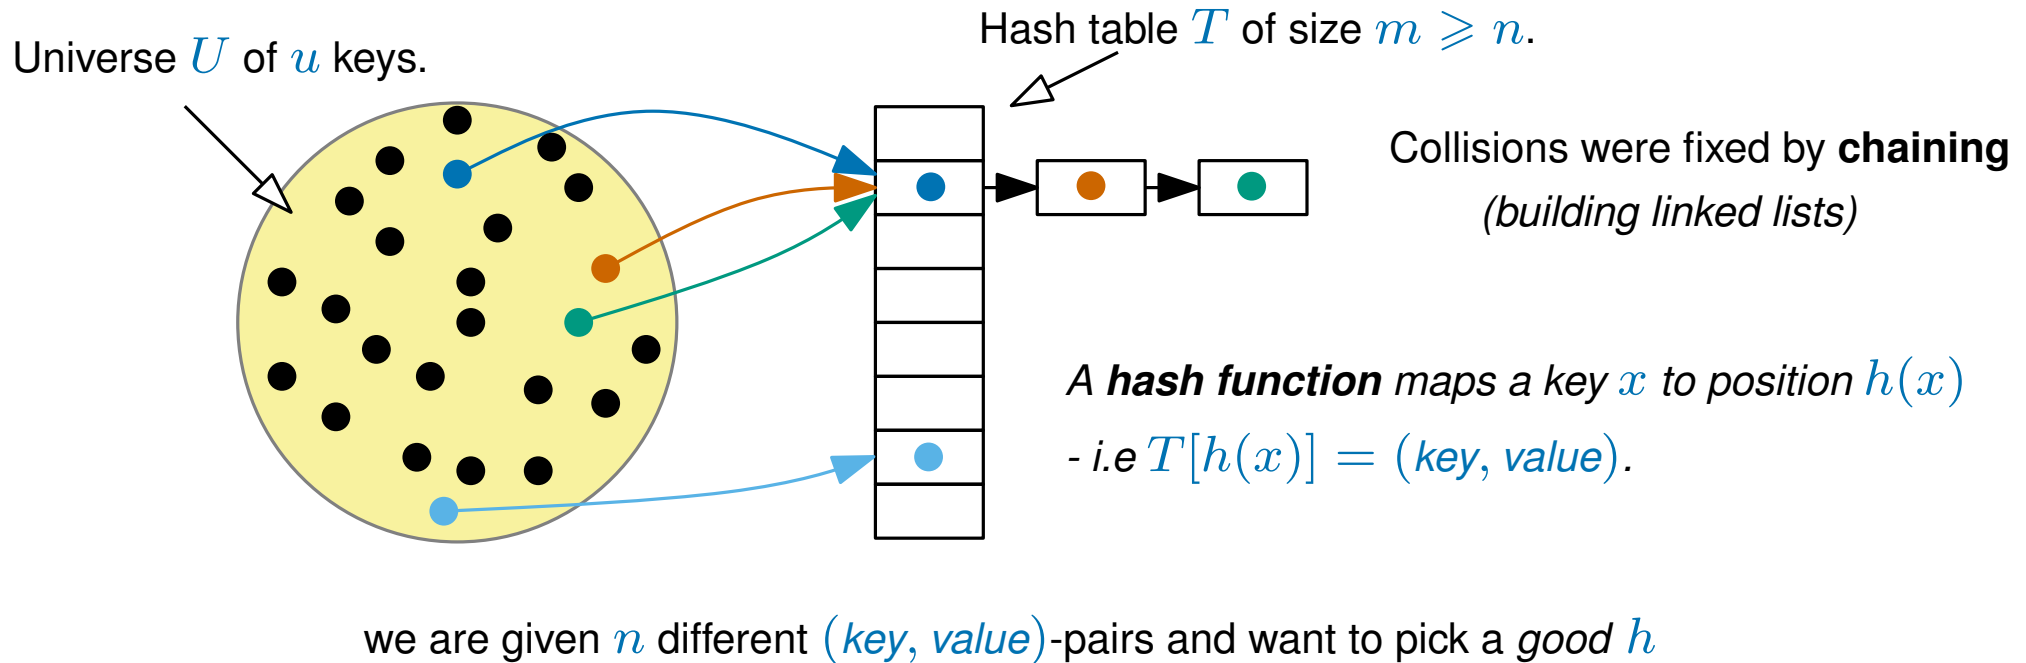 Universe U of u keys.
Hash table T of size m ⩾ n.
Collisions were fixed by chaining
(building linked lists)
A hash function maps a key x to position h(x)
- i.e T[h(x)] = (key, value).
we are given n different (key, value)-pairs and want to pick a good h